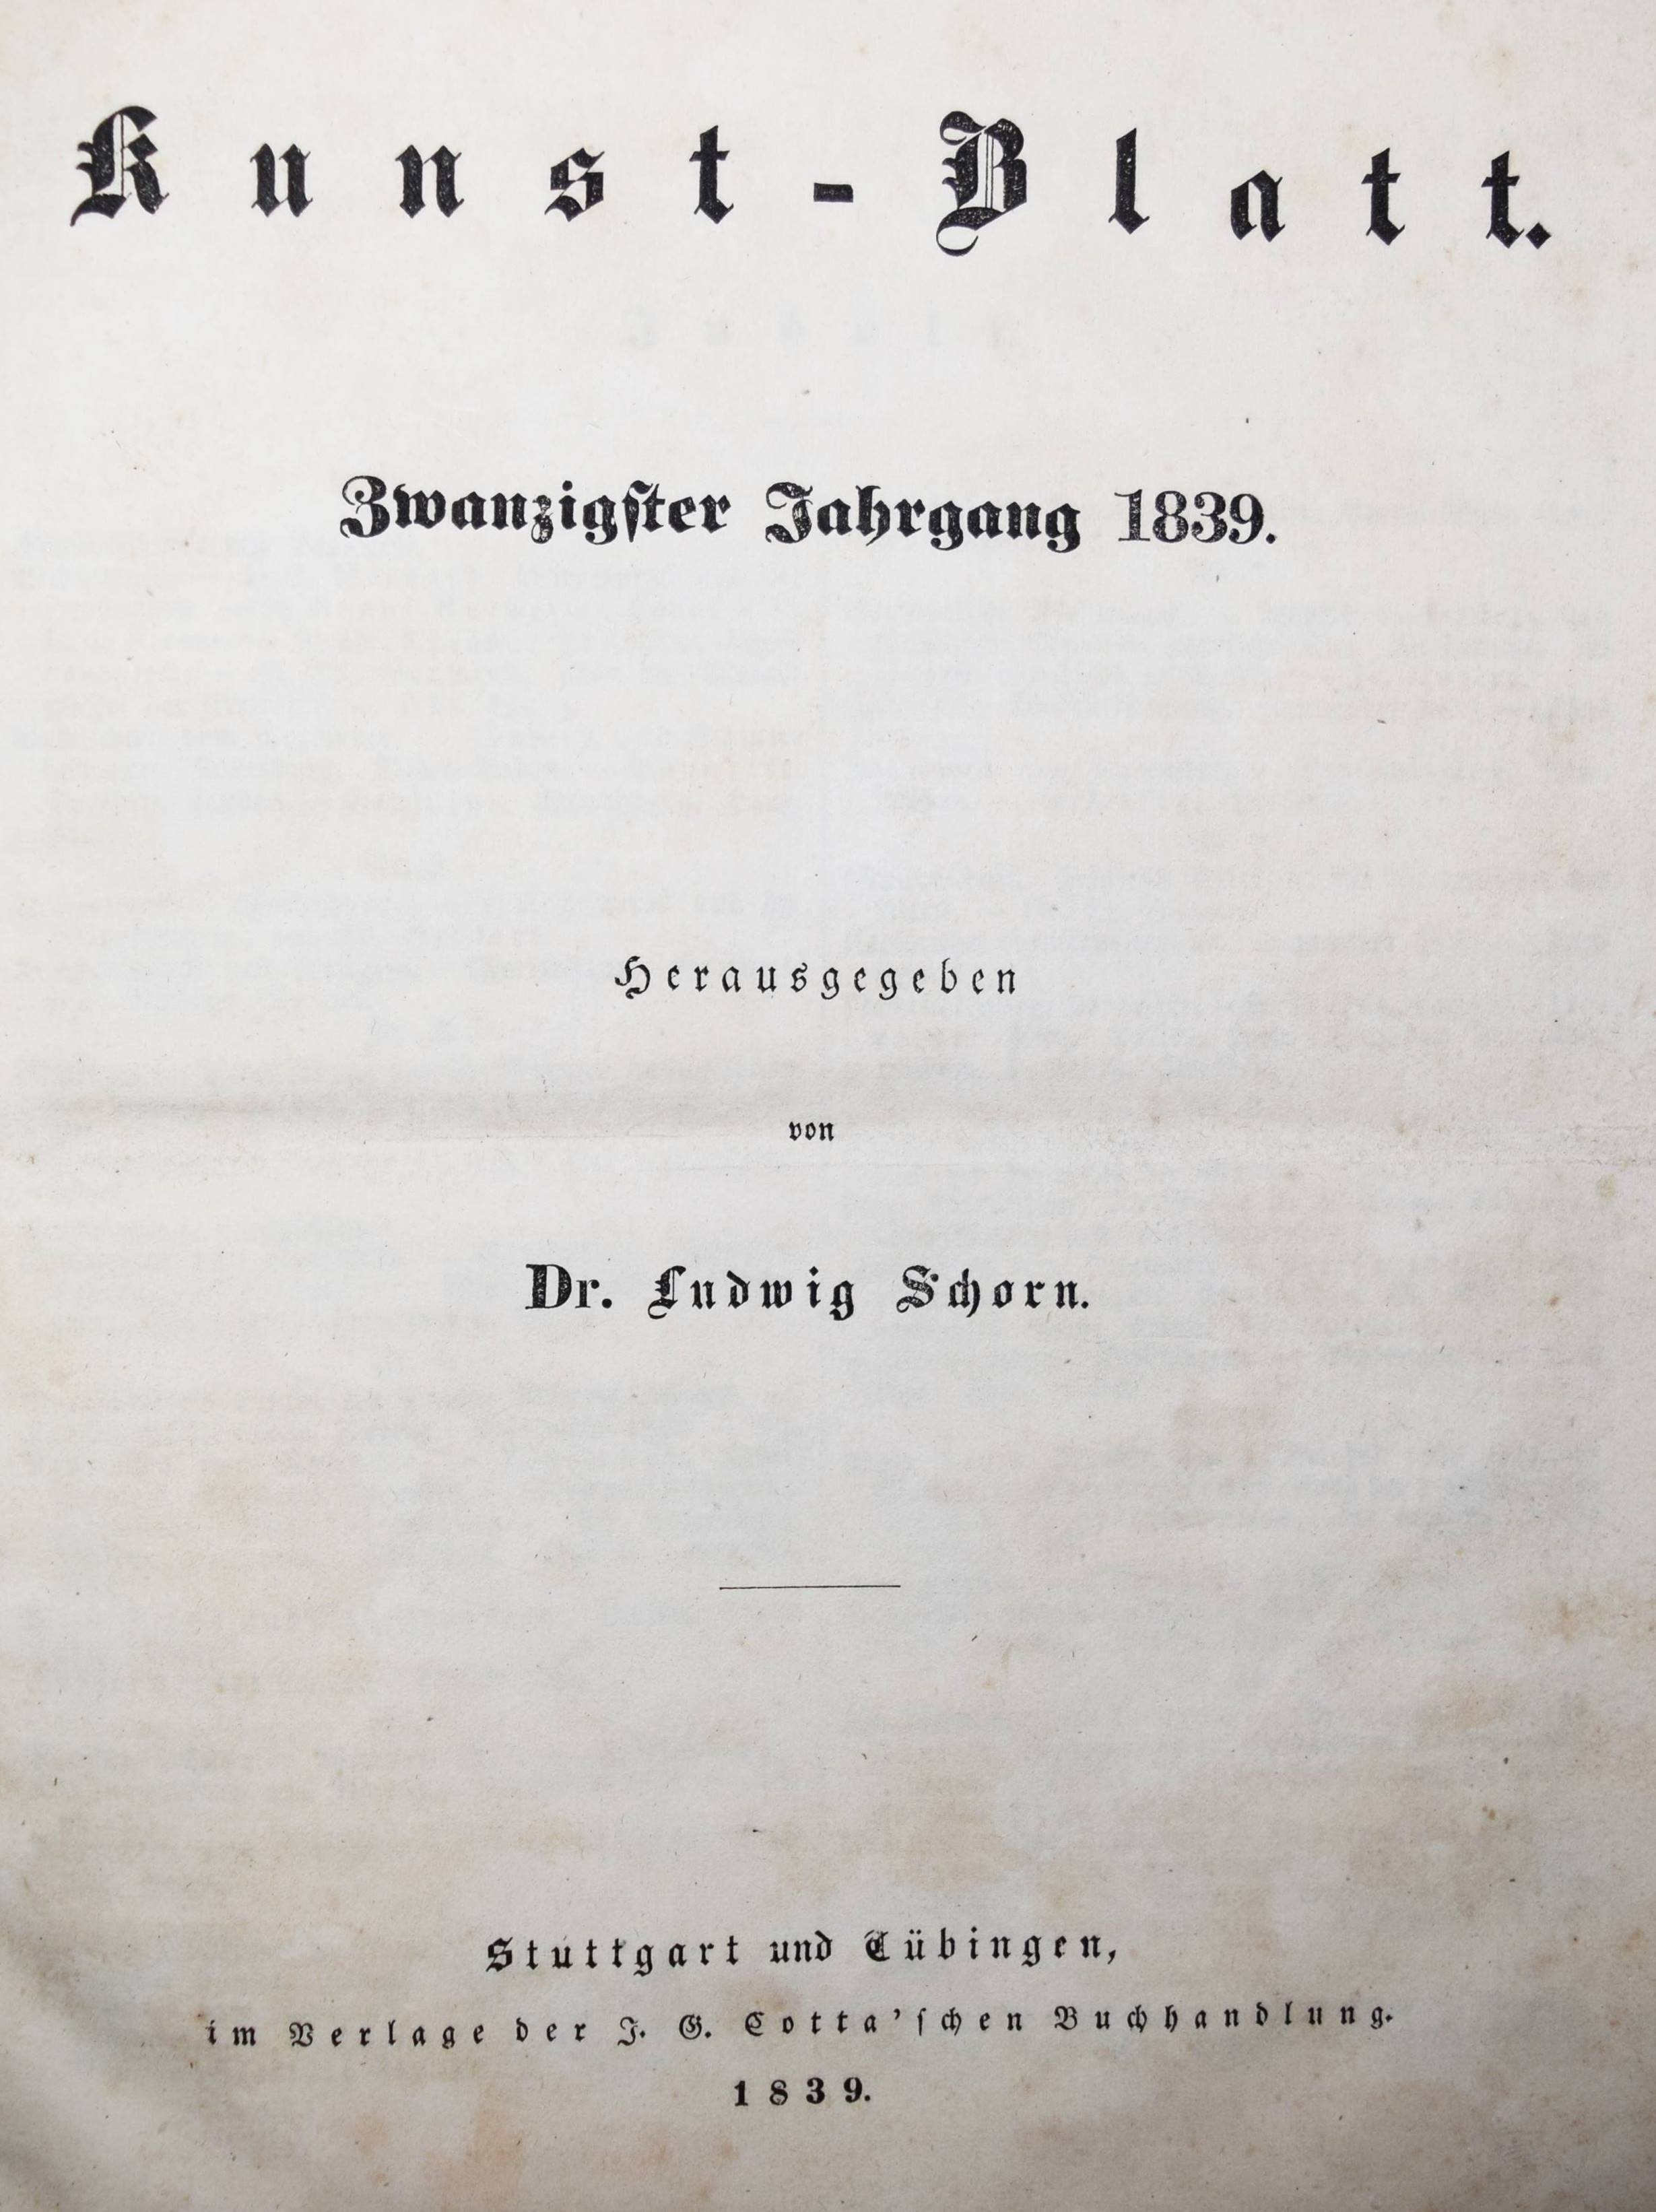 Kunst-Blatt.
Zwanzigſter Jahrgang 1839.
Herausgegeben
von
Dr. Ludwig Schorn.
Stuttgart und Tübingen,
im Verlage der J. G. Cotta'ſchen Buchhandlung.
1839.